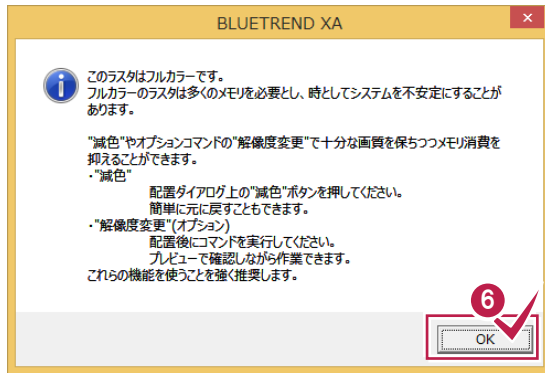 BLUETREND XA
×
このラスタはフルカラーです。
フルカラーのラスタは多くのメモリを必要とし、時としてシステムを不安定にすることが
あります。
"減色"やオプションコマンドの"解像度変更"で十分な画質を保ちつつメモリ消費を
抑えることができます。
・"減色"
配置ダイアログ上の"減色"ボタンを押してください。
簡単に元に戻すこともできます。
・"解像度変更"(オプション)
配置後にコマンドを実行してください。
プレビューで確認しながら作業できます。
これらの機能を使うことを強く推奨します。
6
OK